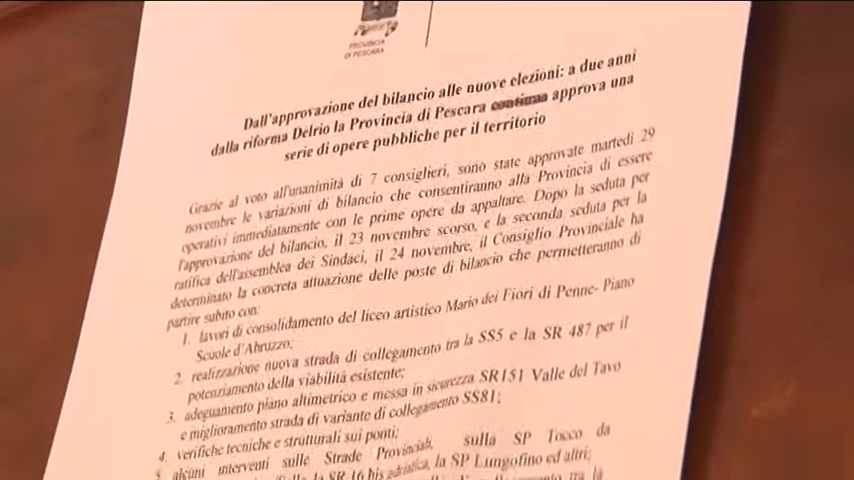 PROVINCIA
DI PESCARA
Dall'approvazione del bilancio alle nuove elezioni: a due anni
dalla riforma Delrio la Provincia di Pescara continua approva una
serie di opere pubbliche per il territorio
Grazie al voto all'unanimità di 7 consiglieri, sono state approvate martedì 29
novembre le variazioni di bilancio che consentiranno alla Provincia di essere
operativi immediatamente con le prime opere da appaltare. Dopo la seduta per
l'approvazione del bilancio, il 23 novembre scorso, e la seconda seduta per la
ratifica dell'assemblea dei Sindaci, il 24 novembre, il Consiglio Provinciale ha
determinato la concreta attuazione delle poste di bilancio che permetteranno di
partire subito con:
1. lavori di consolidamento del liceo artistico Mario dei Fiori di Penne- Piano
Scuole d'Abruzzo;
2. realizzazione nuova strada di collegamento tra la SS5 e la SR 487 per il
potenziamento della viabilità esistente;
3. adeguamento piano altimetrico e messa in sicurezza SR151 Valle del Tavo
e miglioramento strada di variante di collegamento SS81;
4. verifiche tecniche e strutturali sui ponti;
5. alcuni interventi sulle Strade Provinciali, sulla SP Tocco da
la SR 16 bis adriatica, la SP Lungofino ed altri;
tra la